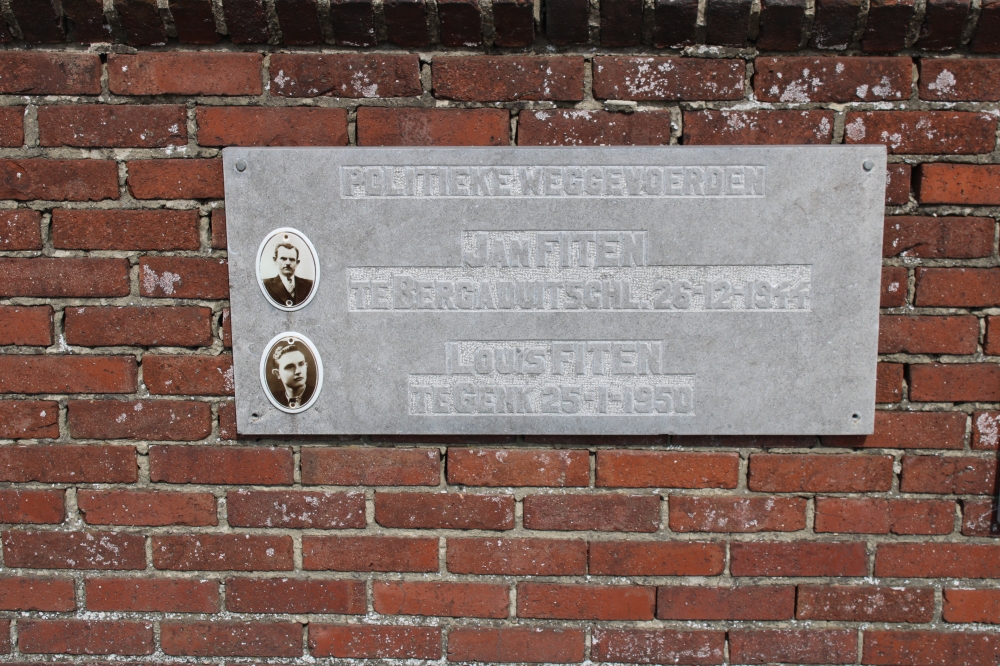 POLITIEKE WEGGEVOERDEN
JAN FITEN
TE BERGA DUITSCHL. 26-12-1944
LOUIS FITEN
TE GENK 25-1-1950